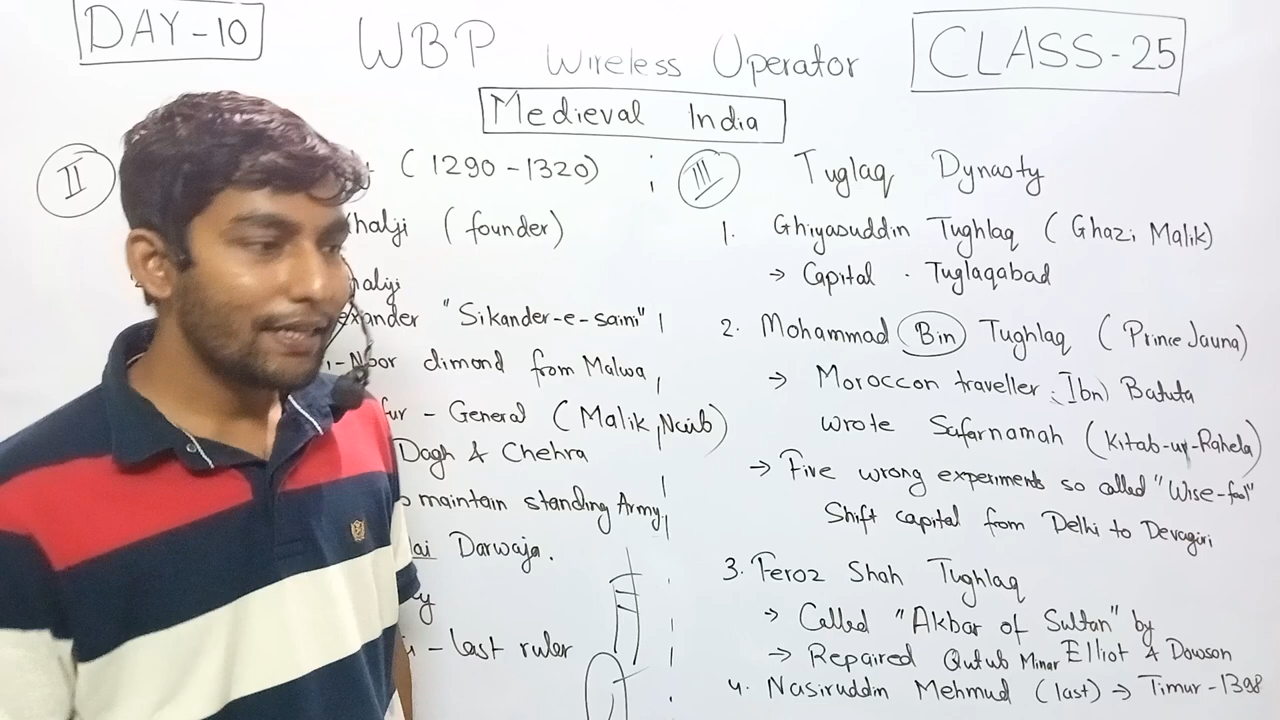 DAY-10
WBP Wireless Operator
CLASS-25
Medieval India
II (1290-1320)
Khalji (founder)
halji
exander "Sikander-e-saini"
i-Noor dimond from Malwa
fur - General (Malik, Naib)
Dagh & Chehra
maintain standing Army
lai Darwaja.
y
i - last ruler
III Tuglaq Dynasty
1. Ghiyasuddin Tughlaq (Ghazi Malik)
→ Capital . Tuglaqabad
2. Mohammad Bin Tughlaq (Prince Jauna)
→ Moroccon traveller Ibn Batuta
wrote Safarnamah (Kitab-ur-Rahela)
→ Five wrong experiments so called "Wise-fool"
Shift capital from Delhi to Devagiri
3. Feroz Shah Tughlaq
→ Called "Akbar of Sultan" by
Elliot & Dowson
→ Repaired Qutub Minar
4. Nasiruddin Mehmud (last) → Timur-1398